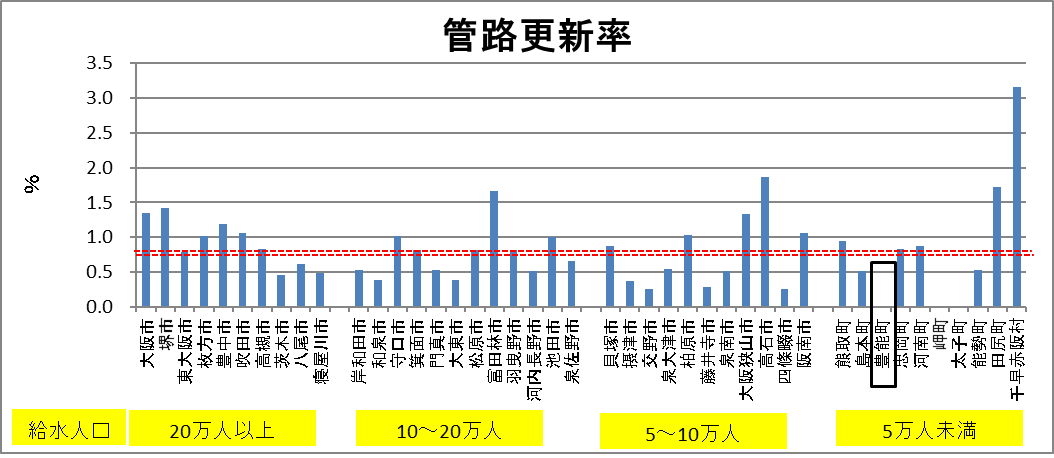 管路更新率
3.5
3.0
2.5
2.0
1.5
1.0
0.5
0.0
%
大阪市
堺市
東大阪市
枚方市
豊中市
吹田市
高槻市
茨木市
八尾市
寝屋川市
岸和田市
和泉市
守口市
箕面市
門真市
大東市
松原市
富田林市
羽曳野市
河内長野市
池田市
泉佐野市
貝塚市
摂津市
交野市
泉大津市
柏原市
藤井寺市
泉南市
大阪狭山市
高石市
四條畷市
阪南市
熊取町
島本町
豊能町
忠岡町
河南町
岬町
太子町
能勢町
田尻町
千早赤阪村
給水人口
20万人以上
10～20万人
5～10万人
5万人未満